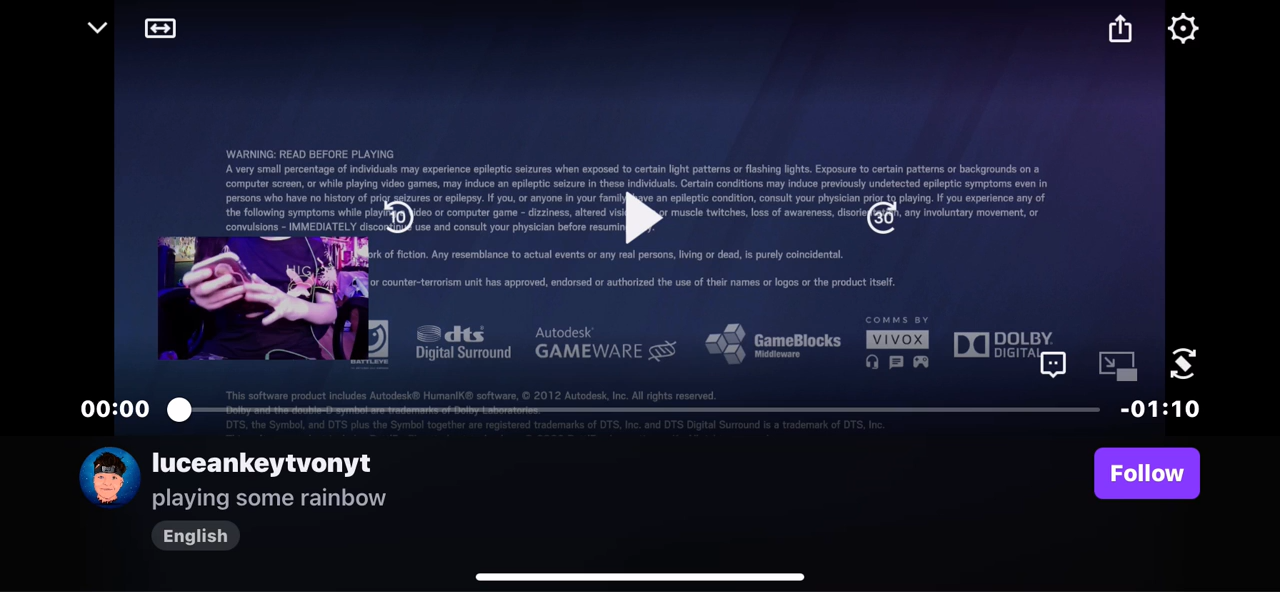 WARNING: READ BEFORE PLAYING
A very small percentage of individuals may experience epileptic seizures when exposed to certain light patterns or flashing lights. Exposure to certain patterns or backgrounds on a
computer screen, or while playing video games, may induce an epileptic seizure in these individuals. Certain conditions may induce previously undetected epileptic symptoms even in
persons who have no history of prior seizures or epilepsy. If you, or anyone in your family have an epileptic condition, consult your physician prior to playing. If you experience any of
the following symptoms while playing video or computer game - dizziness, altered or muscle twitches, loss of awareness, any involuntary movement, or
convulsions - IMMEDIATELY discontinue use and consult your physician before resuming
10
30
of fiction. Any resemblance to actual events or any real persons, living or dead, is purely coincidental.
or counter-terrorism unit has approved, endorsed or authorized the use of their names or logos or the product itself.
BATTLEYE
dts
Digital Surround
Autodesk®
GAMEWARE
GameBlocks
Middleware
COMMS BY
VIVOX
DOLBY
DIGITAL
This software product includes Autodesk® HumanIK® software, © 2012 Autodesk, Inc. All rights reserved.
00:00
-01:10
Dolby and the double-D symbol are trademarks of Dolby Laboratories.
DTS, the Symbol, and DTS plus the Symbol together are registered trademarks of DTS, Inc. and DTS Digital Surround is a trademark of DTS, Inc.
luceankeytvonyt
Follow
playing some rainbow
English